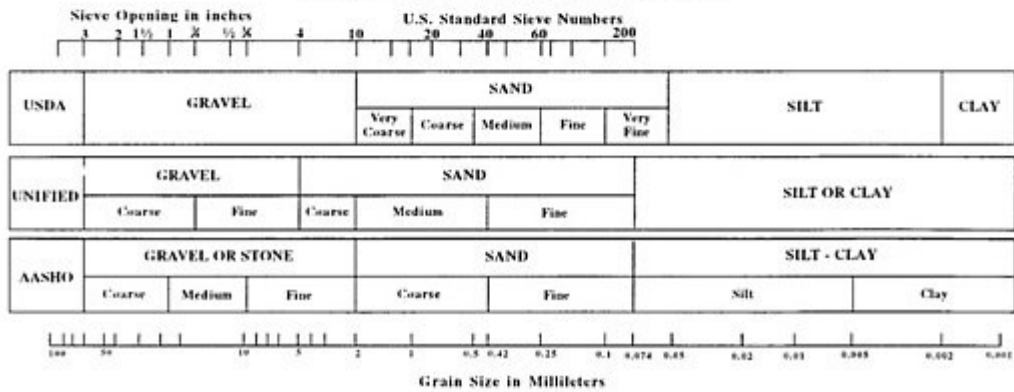 Sieve Opening in inches
U.S. Standard Sieve Numbers
3 2 1½ 1 ¾ ½ ⅜ 4 10 20 40 60 200
USDA
GRAVEL
SAND
Very Coarse
Coarse
Medium
Fine
Very Fine
SILT
CLAY
UNIFIED
GRAVEL
Coarse
Fine
SAND
Coarse
Medium
Fine
SILT OR CLAY
AASHO
GRAVEL OR STONE
Coarse
Medium
Fine
SAND
Coarse
Fine
SILT - CLAY
Silt
Clay
100 50 10 5 2 1 0.5 0.42 0.25 0.1 0.074 0.05 0.02 0.01 0.005 0.002 0.001
Grain Size in Millileters